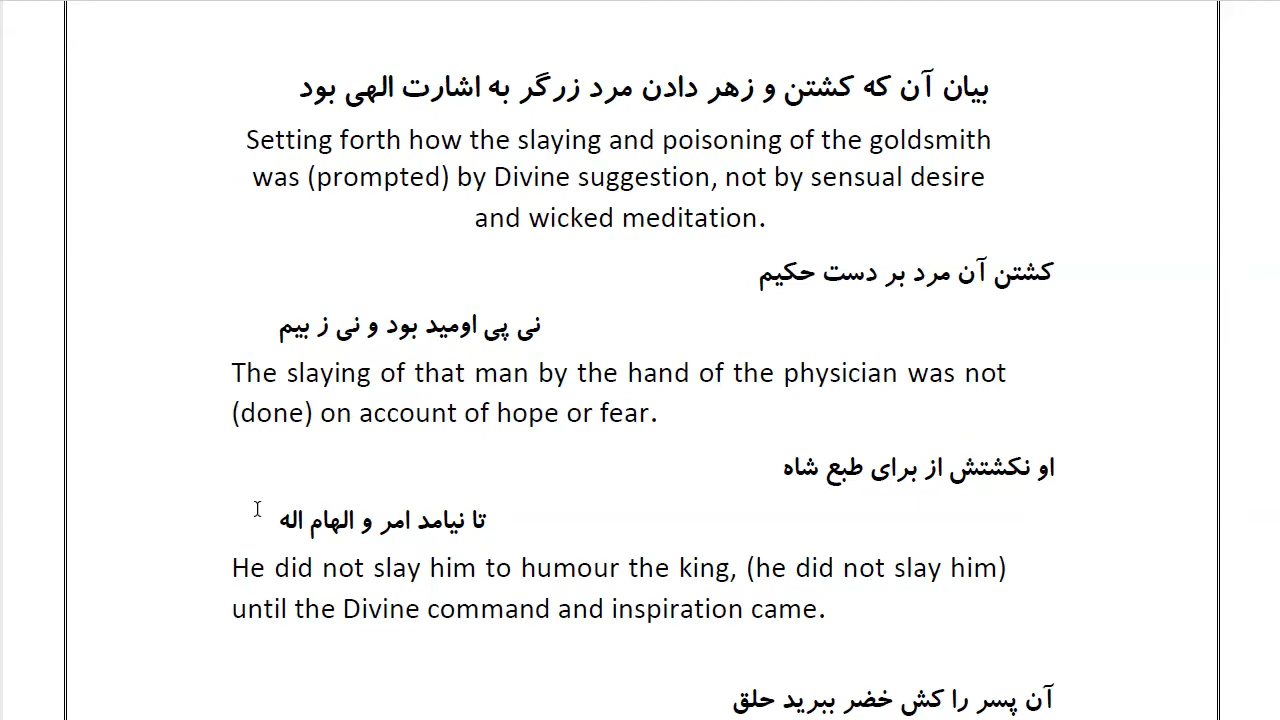 بیان آن که کشتن و زهر دادن مرد زرگر به اشارت الهی بود
Setting forth how the slaying and poisoning of the goldsmith
was (prompted) by Divine suggestion, not by sensual desire
and wicked meditation.
کشتن آن مرد بر دست حکیم
نی پی اومید بود و نی ز بیم
The slaying of that man by the hand of the physician was not
(done) on account of hope or fear.
او نکشتش از برای طبع شاه
تا نیامد امر و الهام اله
He did not slay him to humour the king, (he did not slay him)
until the Divine command and inspiration came.
آن پسر را کش خضر ببرید حلق